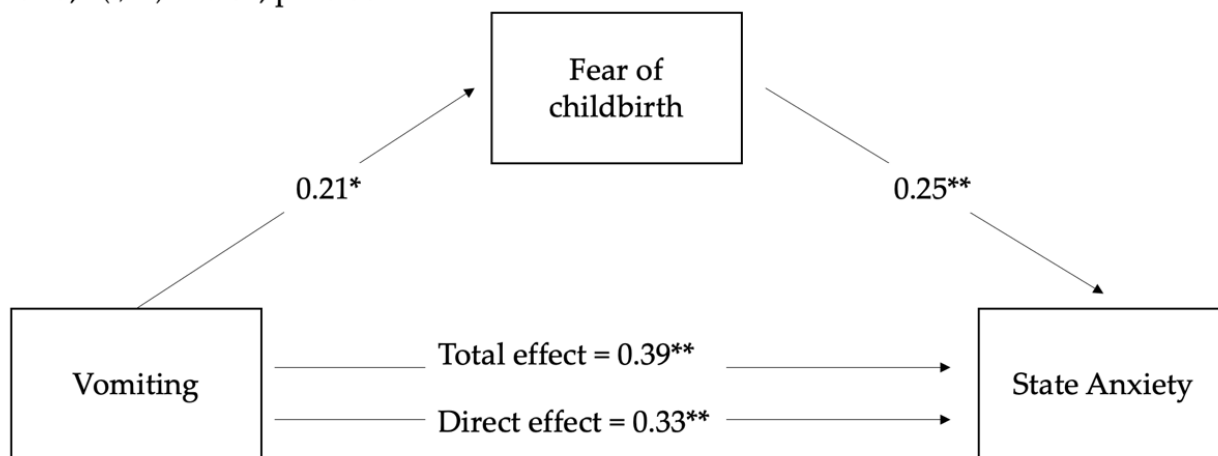 Fear of
childbirth
0.21*
0.25**
Total effect = 0.39**
Vomiting
State Anxiety
Direct effect = 0.33**